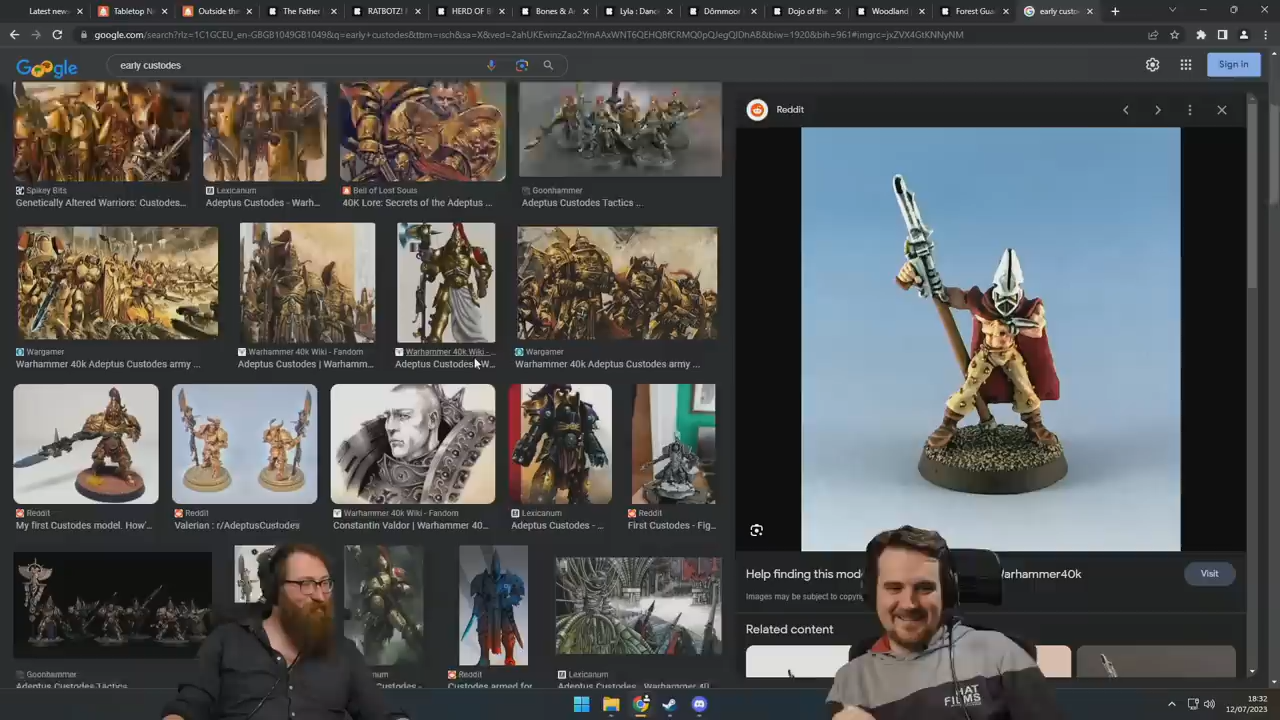 Latest news
Tabletop N
Outside the
The Father
RATBOTZ!
HERD OF B
Bones & A
Lyla : Danc
Dômmoor
Dojo of the
Woodland
Forest Gua
early custo
google.com/search?rlz=1C1GCEU_en-GBGB1049GB1049&q=early+custodes&tbm=isch&sa=X&ved=2ahUKEwinzZao2YmAAxWNT6QEHQBfCRMQ0pQJegQIDhAB&biw=1920&bih=961#imgrc=jxZVX4GtKNNyNM
Google
early custodes
Sign in
Reddit
Spikey Bits
Genetically Altered Warriors: Custodes...
Lexicanum
Adeptus Custodes - Warh...
Bell of Lost Souls
40K Lore: Secrets of the Adeptus ...
Goonhammer
Adeptus Custodes Tactics ...
Wargamer
Warhammer 40k Adeptus Custodes army ...
Warhammer 40k Wiki - Fandom
Adeptus Custodes | Warhamm...
Warhammer 40k Wiki - ...
Adeptus Custodes
Wargamer
Warhammer 40k Adeptus Custodes army ...
Reddit
My first Custodes model. How'...
Reddit
Valerian : r/AdeptusCustodes
Warhammer 40k Wiki - Fandom
Constantin Valdor | Warhammer 40...
Lexicanum
Adeptus Custodes - ...
Reddit
First Custodes - Fig...
Help finding this
Warhammer40k
Visit
Images may be subject to
Related content
Goonhammer
Adeptus Custodes Tactics
Reddit
Custodes armed for
Lexicanum
Adeptus Custodes - Warhammer 40
HAT
FILMS
18:32
12/07/2023